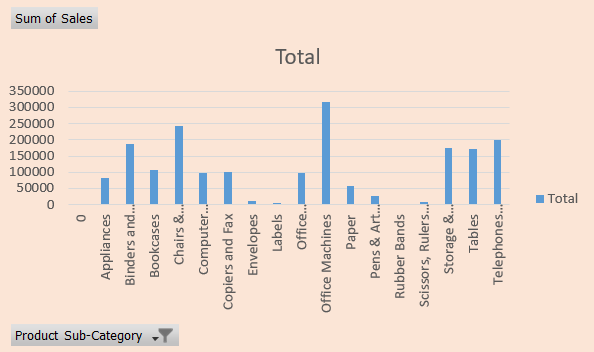 Sum of Sales
Total
350000
300000
250000
200000
150000
100000
50000
0
0
Appliances
Binders and...
Bookcases
Chairs &...
Computer...
Copiers and Fax
Envelopes
Labels
Office...
Office Machines
Paper
Pens & Art...
Rubber Bands
Scissors, Rulers...
Storage &...
Tables
Telephones...
Total
Product Sub-Category